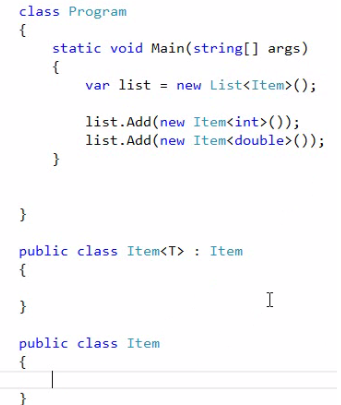 class Program
{
static void Main(string[] args)
{
var list = new List<Item>();
list.Add(new Item<int>());
list.Add(new Item<double>());
}
}
public class Item<T> : Item
{
}
public class Item
{
}